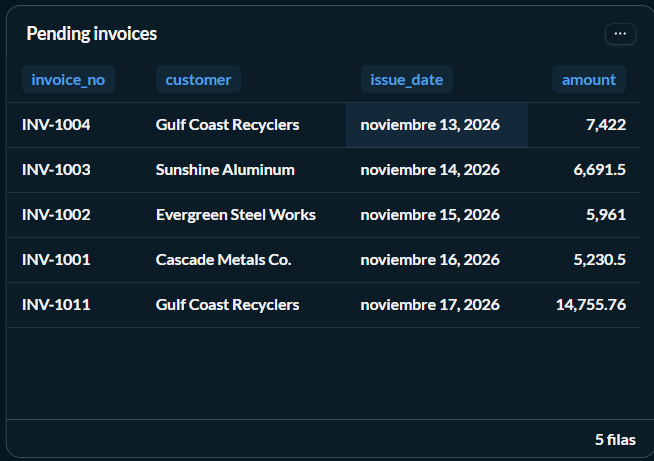 Pending invoices ...
invoice_no customer issue_date amount
INV-1004 Gulf Coast Recyclers noviembre 13, 2026 7,422
INV-1003 Sunshine Aluminum noviembre 14, 2026 6,691.5
INV-1002 Evergreen Steel Works noviembre 15, 2026 5,961
INV-1001 Cascade Metals Co. noviembre 16, 2026 5,230.5
INV-1011 Gulf Coast Recyclers noviembre 17, 2026 14,755.76
5 filas